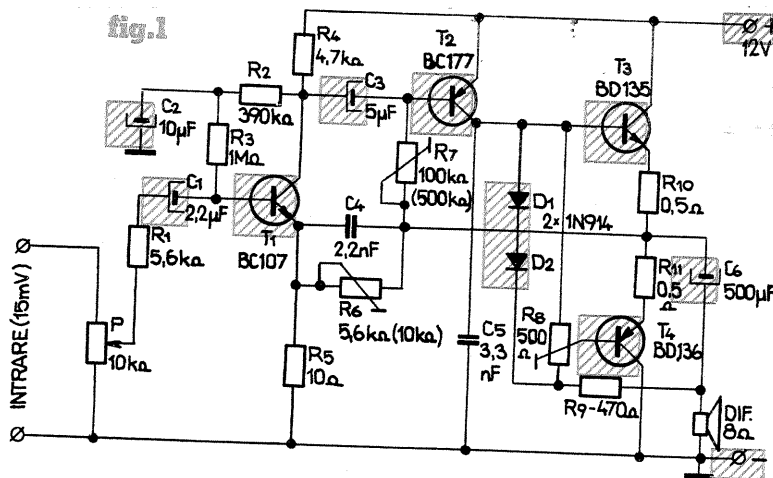 fig.1
R4
4,7kΩ
T2
BC177
T3
BD135
+
12V
R2
390kΩ
C3
5µF
C2
10µF
R3
1MΩ
R7
100kΩ
(500kΩ)
R10
0,5Ω
C1
2,2µF
D1
2×1N914
C4
2,2nF
T1
BC107
R1
5,6kΩ
D2
R11
0,5
Ω
C6
500µF
INTRARE (15mV)
P
10kΩ
R6
5,6kΩ(10kΩ)
C5
3,3
nF
R8
500
Ω
T4
BD136
R5
10Ω
R9-470Ω
DIF.
8Ω
-